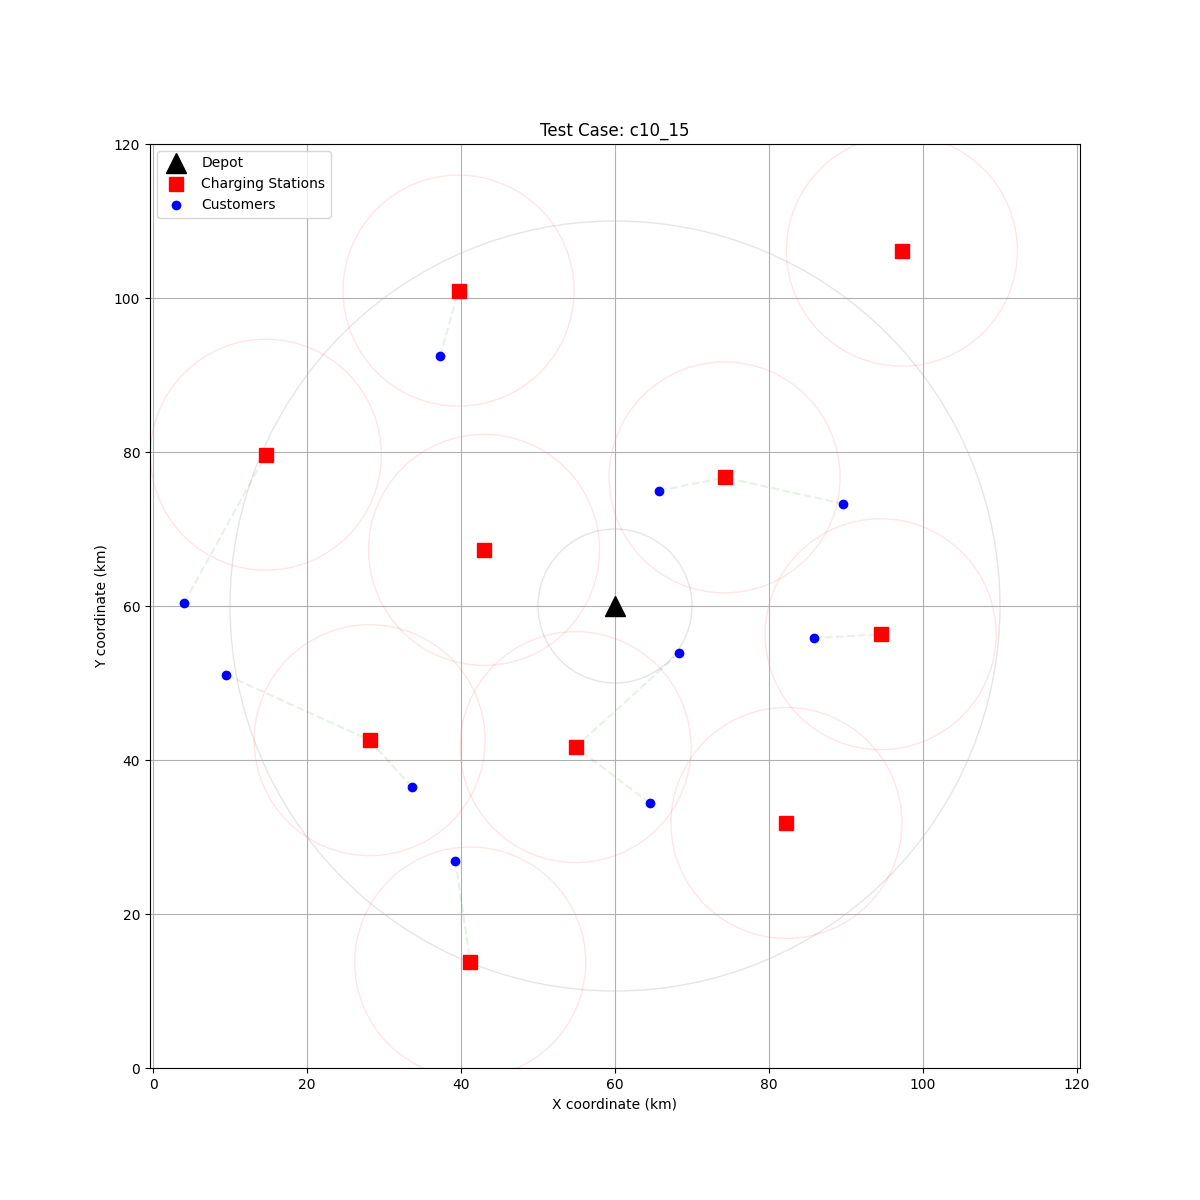 Test Case: c10_15
Depot
Charging Stations
Customers
120
100
80
60
40
20
0
Y coordinate (km)
0 20 40 60 80 100 120
X coordinate (km)